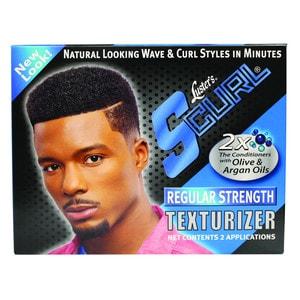 New Look!
NATURAL LOOKING WAVE & CURL STYLES IN MINUTES
Luster's®
SCURL®
2X
The Conditioners
with Olive &
Argan Oils
REGULAR STRENGTH
TEXTURIZER
NET CONTENTS 2 APPLICATIONS